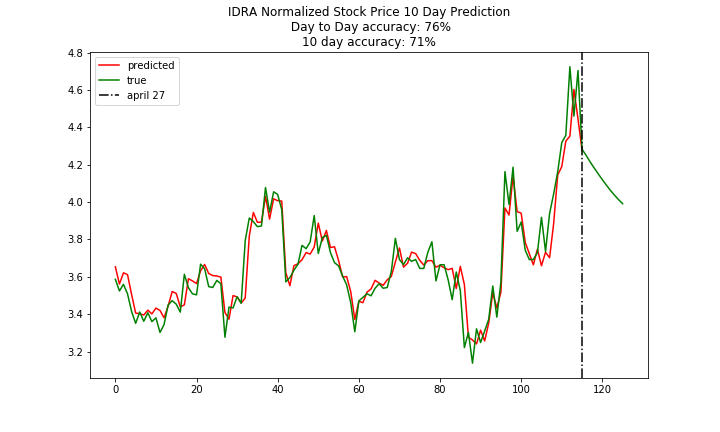 IDRA Normalized Stock Price 10 Day Prediction
Day to Day accuracy: 76%
10 day accuracy: 71%
predicted
true
april 27
4.8
4.6
4.4
4.2
4.0
3.8
3.6
3.4
3.2
0 20 40 60 80 100 120